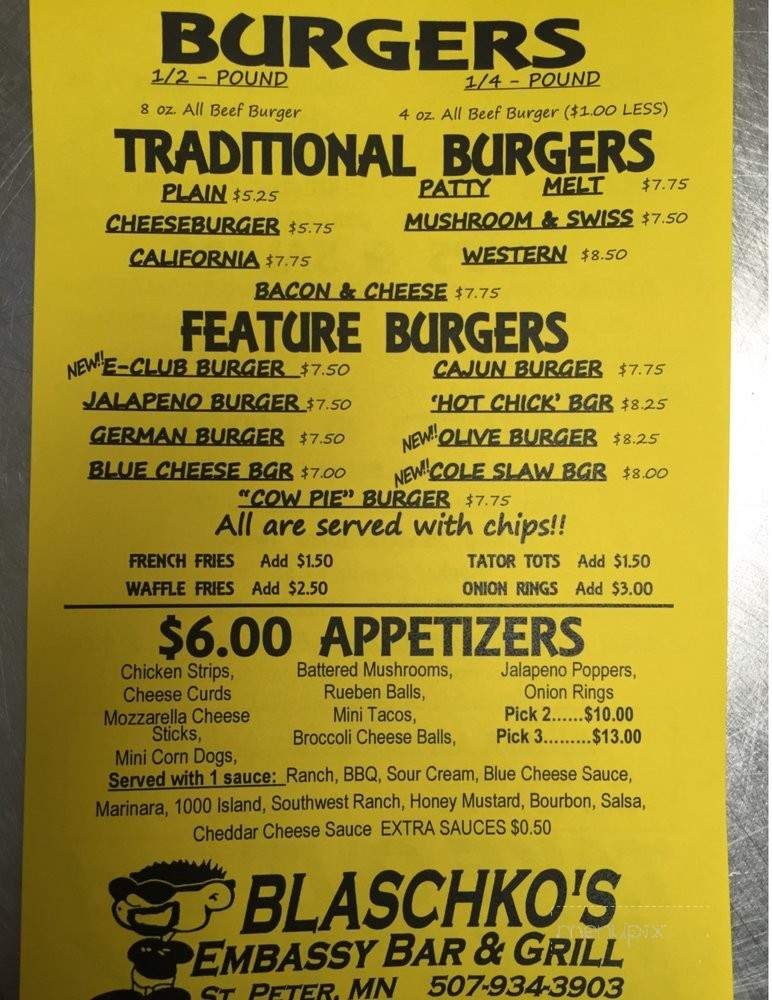 BURGERS
1/2 - POUND 1/4 - POUND
8 oz. All Beef Burger 4 oz. All Beef Burger ($1.00 LESS)
TRADITIONAL BURGERS
PLAIN $5.25 PATTY MELT $7.75
CHEESEBURGER $5.75 MUSHROOM & SWISS $7.50
CALIFORNIA $7.75 WESTERN $8.50
BACON & CHEESE $7.75
FEATURE BURGERS
NEW!! E-CLUB BURGER $7.50 CAJUN BURGER $7.75
JALAPENO BURGER $7.50 'HOT CHICK' BGR $8.25
GERMAN BURGER $7.50 NEW!! OLIVE BURGER $8.25
BLUE CHEESE BGR $7.00 NEW!! COLE SLAW BGR $8.00
"COW PIE" BURGER $7.75
All are served with chips!!
FRENCH FRIES Add $1.50 TATOR TOTS Add $1.50
WAFFLE FRIES Add $2.50 ONION RINGS Add $3.00
$6.00 APPETIZERS
Chicken Strips, Battered Mushrooms, Jalapeno Poppers,
Cheese Curds Rueben Balls, Onion Rings
Mozzarella Cheese Mini Tacos, Pick 2......$10.00
Sticks, Broccoli Cheese Balls, Pick 3.........$13.00
Mini Corn Dogs,
Served with 1 sauce: Ranch, BBQ, Sour Cream, Blue Cheese Sauce,
Marinara, 1000 Island, Southwest Ranch, Honey Mustard, Bourbon, Salsa,
Cheddar Cheese Sauce EXTRA SAUCES $0.50
BLASCHKO'S
menupix
EMBASSY BAR & GRILL
ST. PETER, MN 507-934-3903